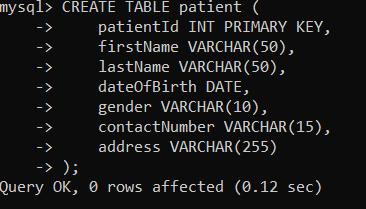 mysql> CREATE TABLE patient (
    ->     patientId INT PRIMARY KEY,
    ->     firstName VARCHAR(50),
    ->     lastName VARCHAR(50),
    ->     dateOfBirth DATE,
    ->     gender VARCHAR(10),
    ->     contactNumber VARCHAR(15),
    ->     address VARCHAR(255)
    -> );
Query OK, 0 rows affected (0.12 sec)